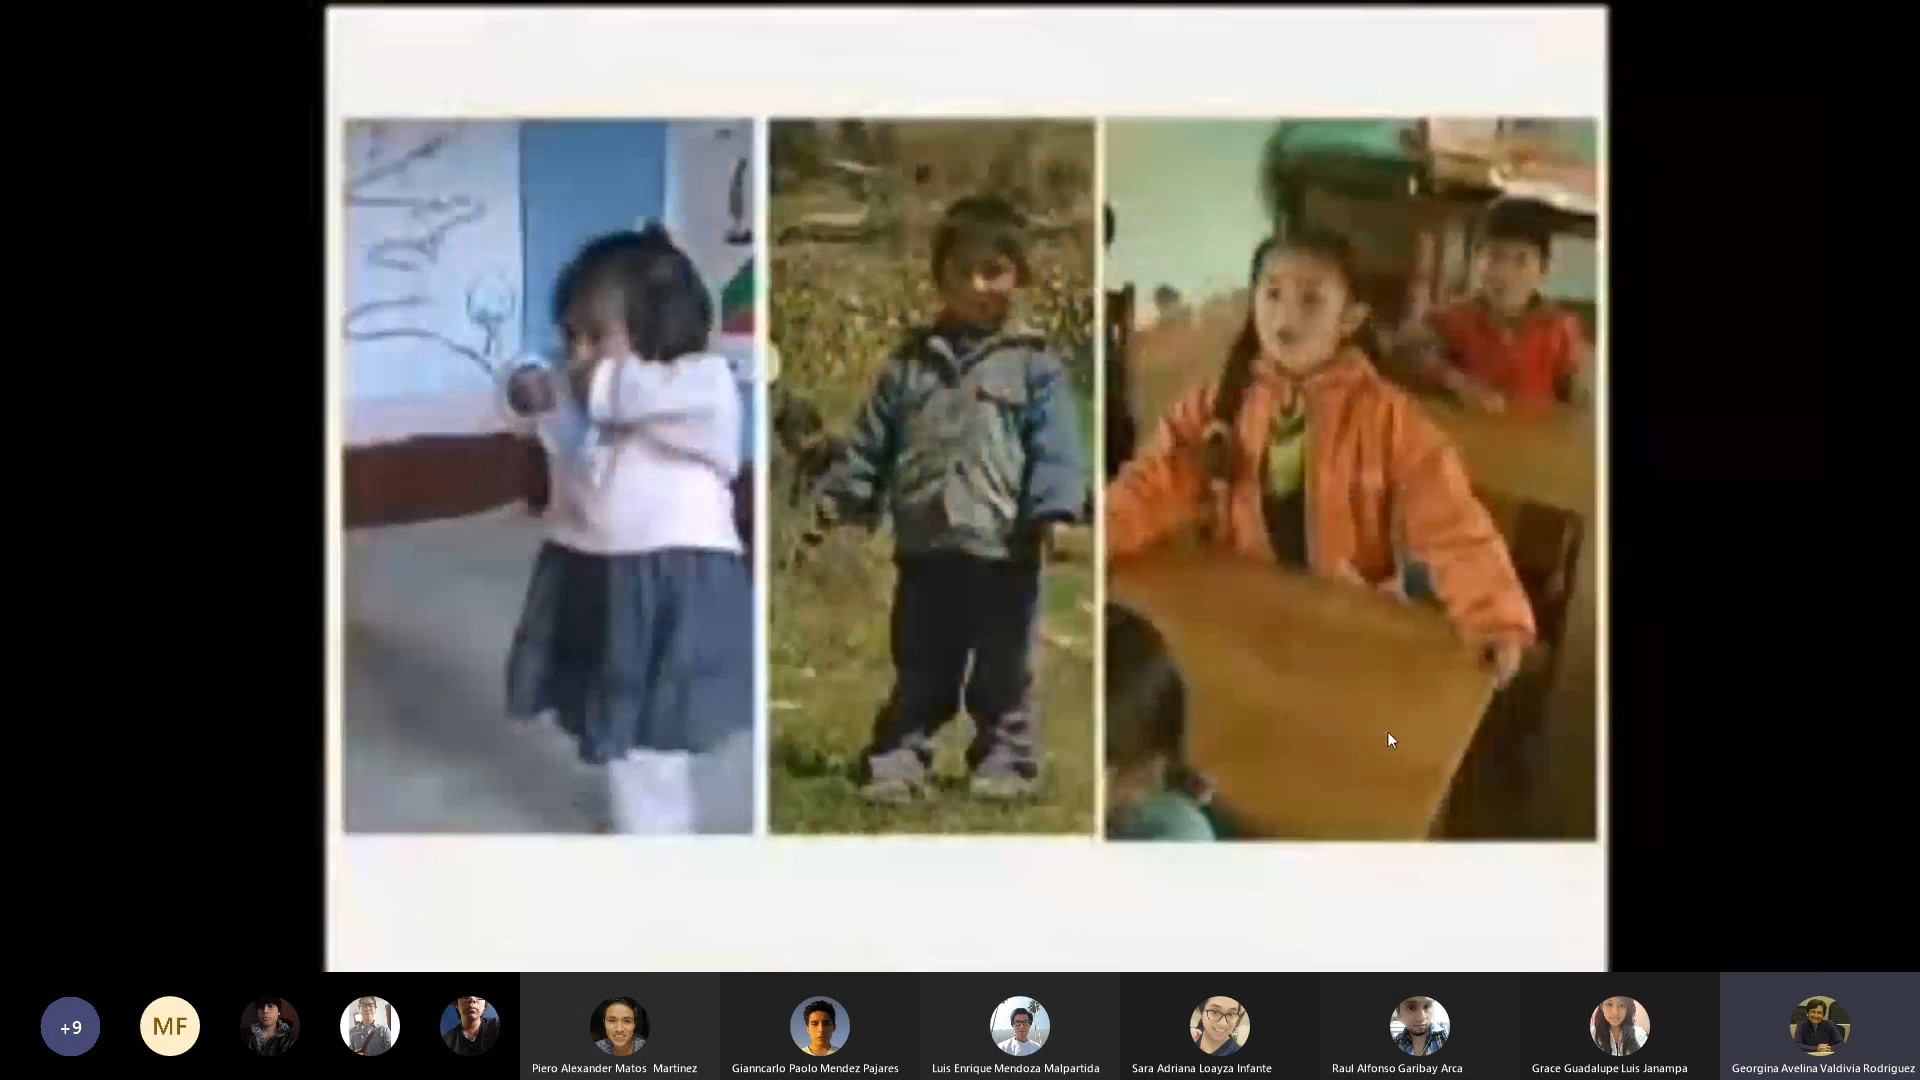 +9
MF
Piero Alexander Matos Martinez
Gianncarlo Paolo Mendez Pajares
Luis Enrique Mendoza Malpartida
Sara Adriana Loayza Infante
Raul Alfonso Garibay Arca
Grace Guadalupe Luis Janampa
Georgina Avelina Valdivia Rodriguez